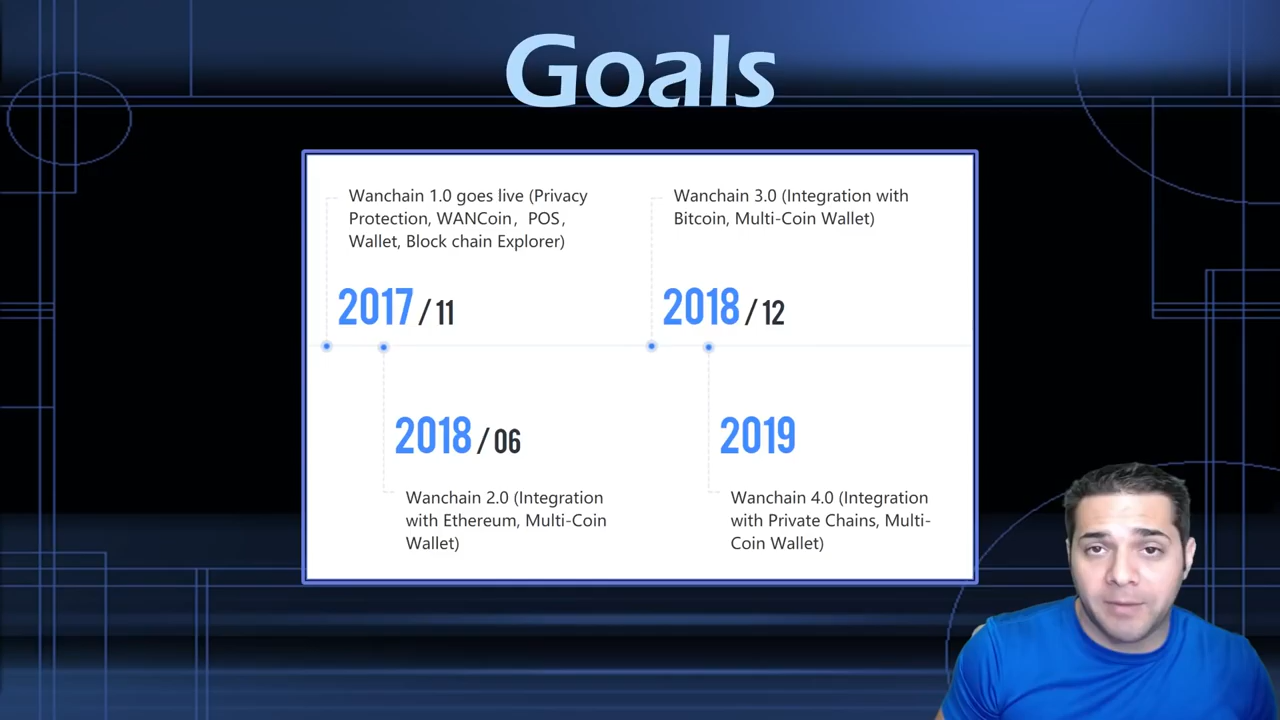 Goals
Wanchain 1.0 goes live (Privacy
Protection, WANCoin，POS，
Wallet, Block chain Explorer)
2017 / 11
2018 / 06
Wanchain 2.0 (Integration
with Ethereum, Multi-Coin
Wallet)
Wanchain 3.0 (Integration with
Bitcoin, Multi-Coin Wallet)
2018 / 12
2019
Wanchain 4.0 (Integration
with Private Chains, Multi-
Coin Wallet)